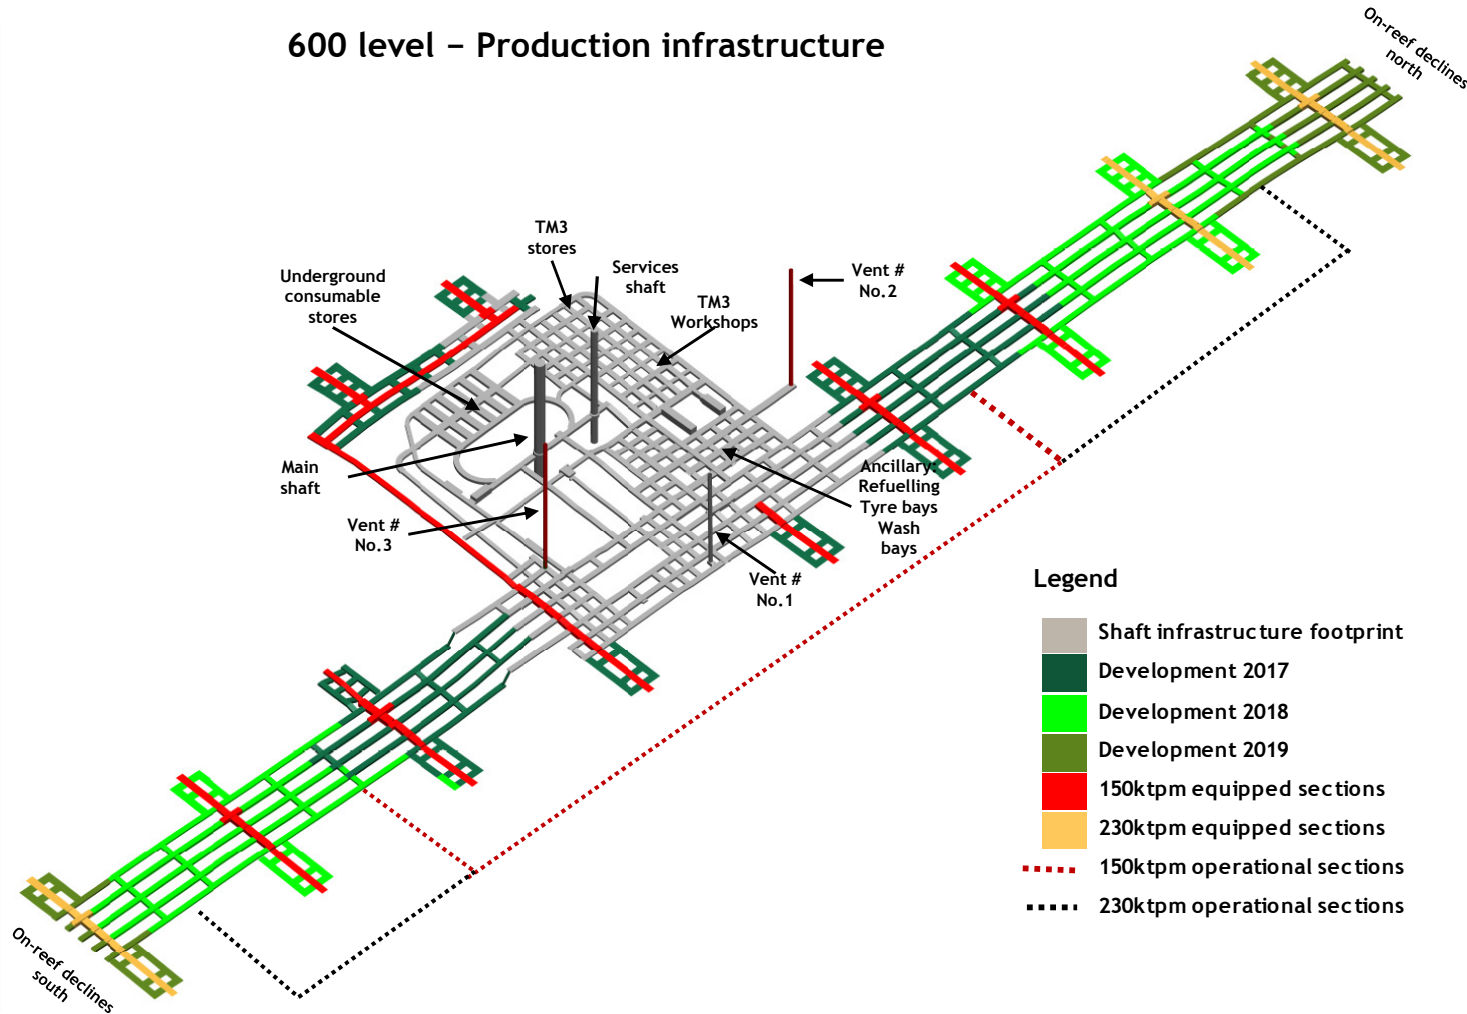 600 level – Production infrastructure
On-reef declines
north
TM3
stores
Services
shaft
Underground
consumable
stores
TM3
Workshops
Vent #
No.2
Main
shaft
Vent #
No.3
Ancillary:
Refuelling
Tyre bays
Wash
bays
Vent #
No.1
Legend
Shaft infrastructure footprint
Development 2017
Development 2018
Development 2019
150ktpm equipped sections
230ktpm equipped sections
150ktpm operational sections
230ktpm operational sections
On-reef declines
south